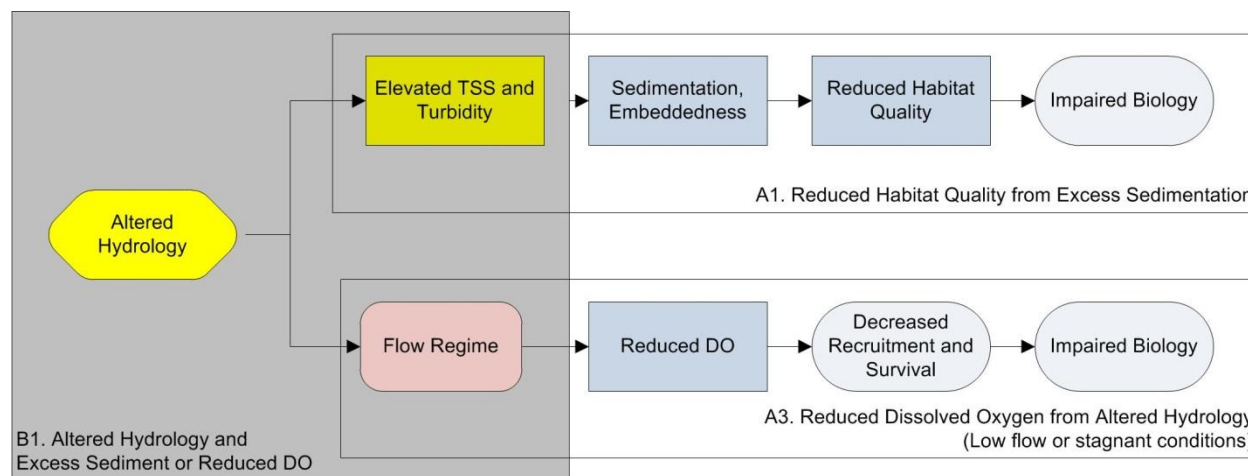 Elevated TSS and
Turbidity
Sedimentation,
Embeddedness
Reduced Habitat
Quality
Impaired Biology
A1. Reduced Habitat Quality from Excess Sedimentation
Altered
Hydrology
Flow Regime
Reduced DO
Decreased
Recruitment and
Survival
Impaired Biology
A3. Reduced Dissolved Oxygen from Altered Hydrology
(Low flow or stagnant conditions)
B1. Altered Hydrology and
Excess Sediment or Reduced DO